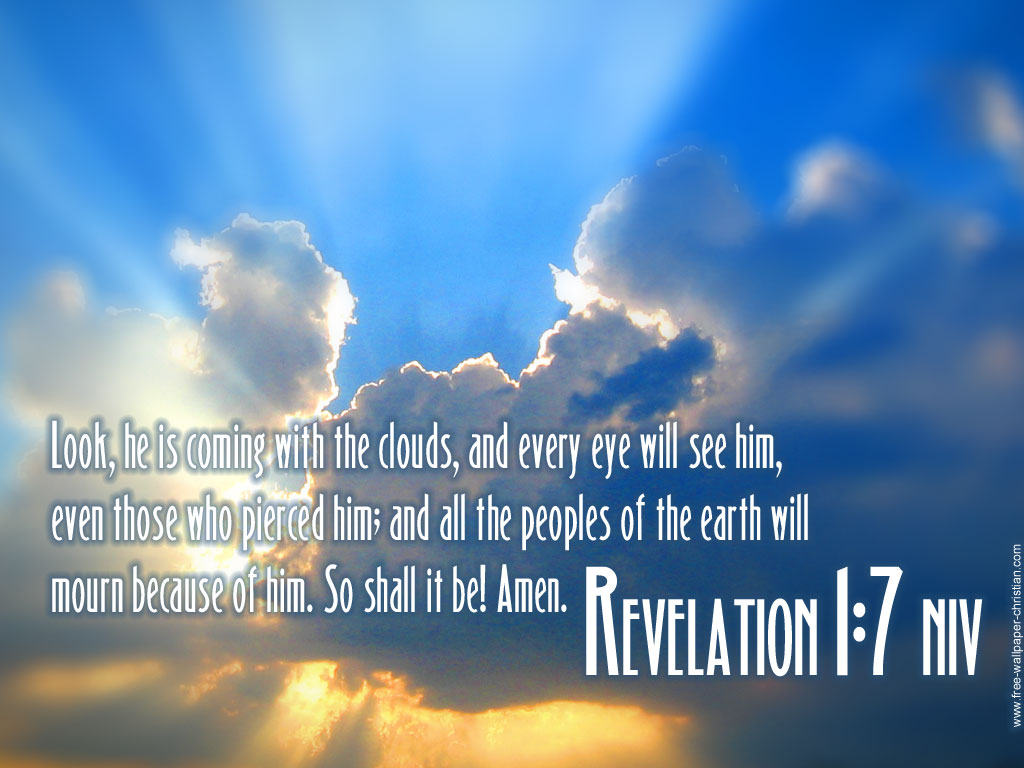 Look, he is coming with the clouds, and every eye will see him,
even those who pierced him; and all the peoples of the earth will
mourn because of him. So shall it be! Amen.
Revelation 1:7 NIV
www.free-wallpaper-christian.com